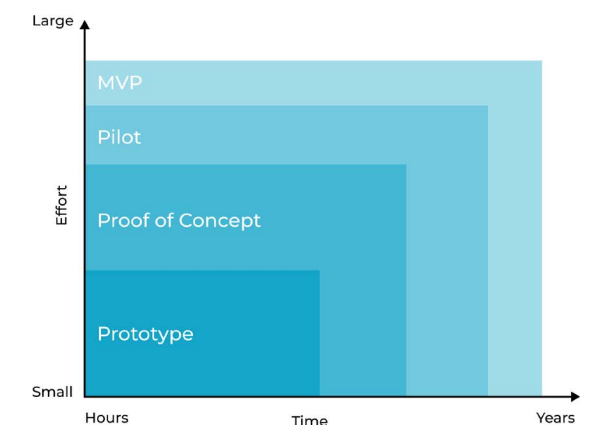 Large
MVP
Pilot
Effort
Proof of Concept
Prototype
Small
Hours
Time
Years